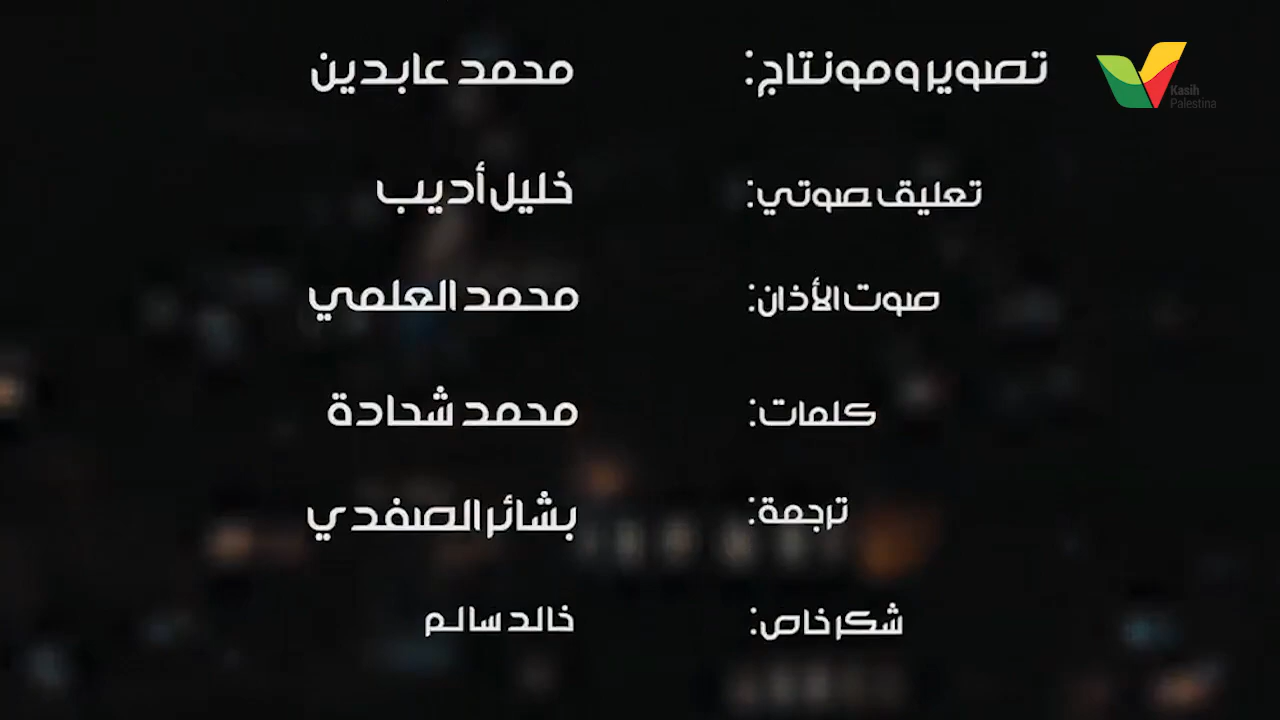 تصوير ومونتاج: محمد عابدين
Kasih
Palestina
تعليق صوتي: خليل أديب
صوت الأذان: محمد العلمي
كلمات: محمد شحادة
ترجمة: بشائر الصفدي
شكر خاص: خالد سالم